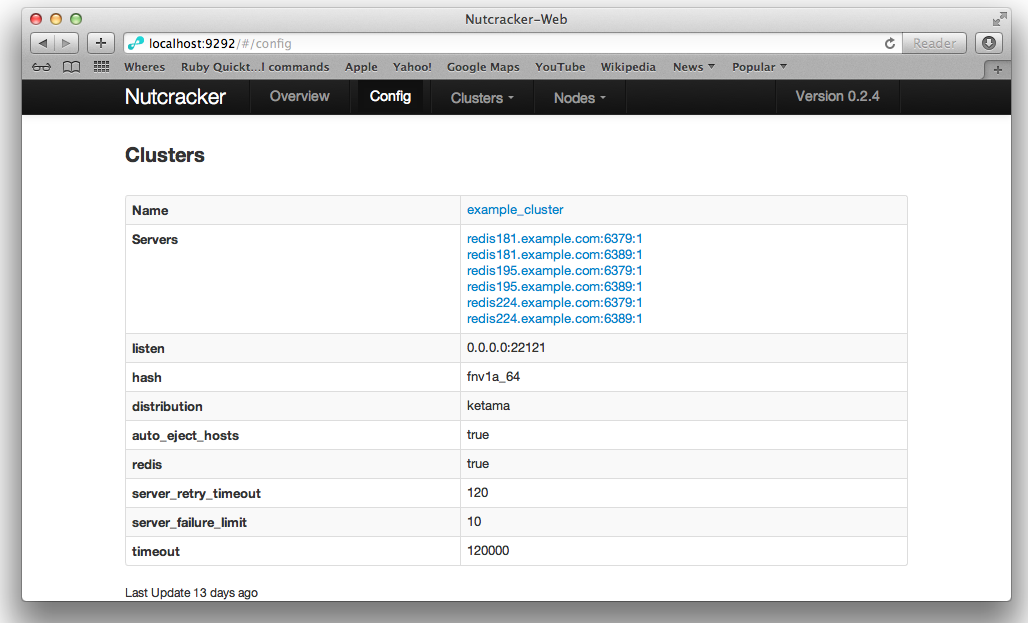 Nutcracker-Web
localhost:9292/#/config
Reader
Wheres Ruby Quickt...l commands Apple Yahoo! Google Maps YouTube Wikipedia News Popular
Nutcracker Overview Config Clusters Nodes Version 0.2.4
Clusters
Name example_cluster
Servers redis181.example.com:6379:1
redis181.example.com:6389:1
redis195.example.com:6379:1
redis195.example.com:6389:1
redis224.example.com:6379:1
redis224.example.com:6389:1
listen 0.0.0.0:22121
hash fnv1a_64
distribution ketama
auto_eject_hosts true
redis true
server_retry_timeout 120
server_failure_limit 10
timeout 120000
Last Update 13 days ago